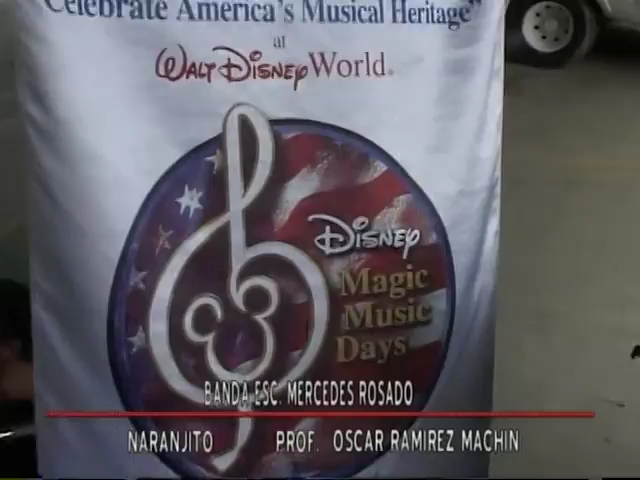 Celebrate America's Musical Heritage"
at
WALT DISNEY World.
DISNEY
Magic
Music
Days
BANDA ESC. MERCEDES ROSADO
NARANJITO PROF. OSCAR RAMIREZ MACHIN